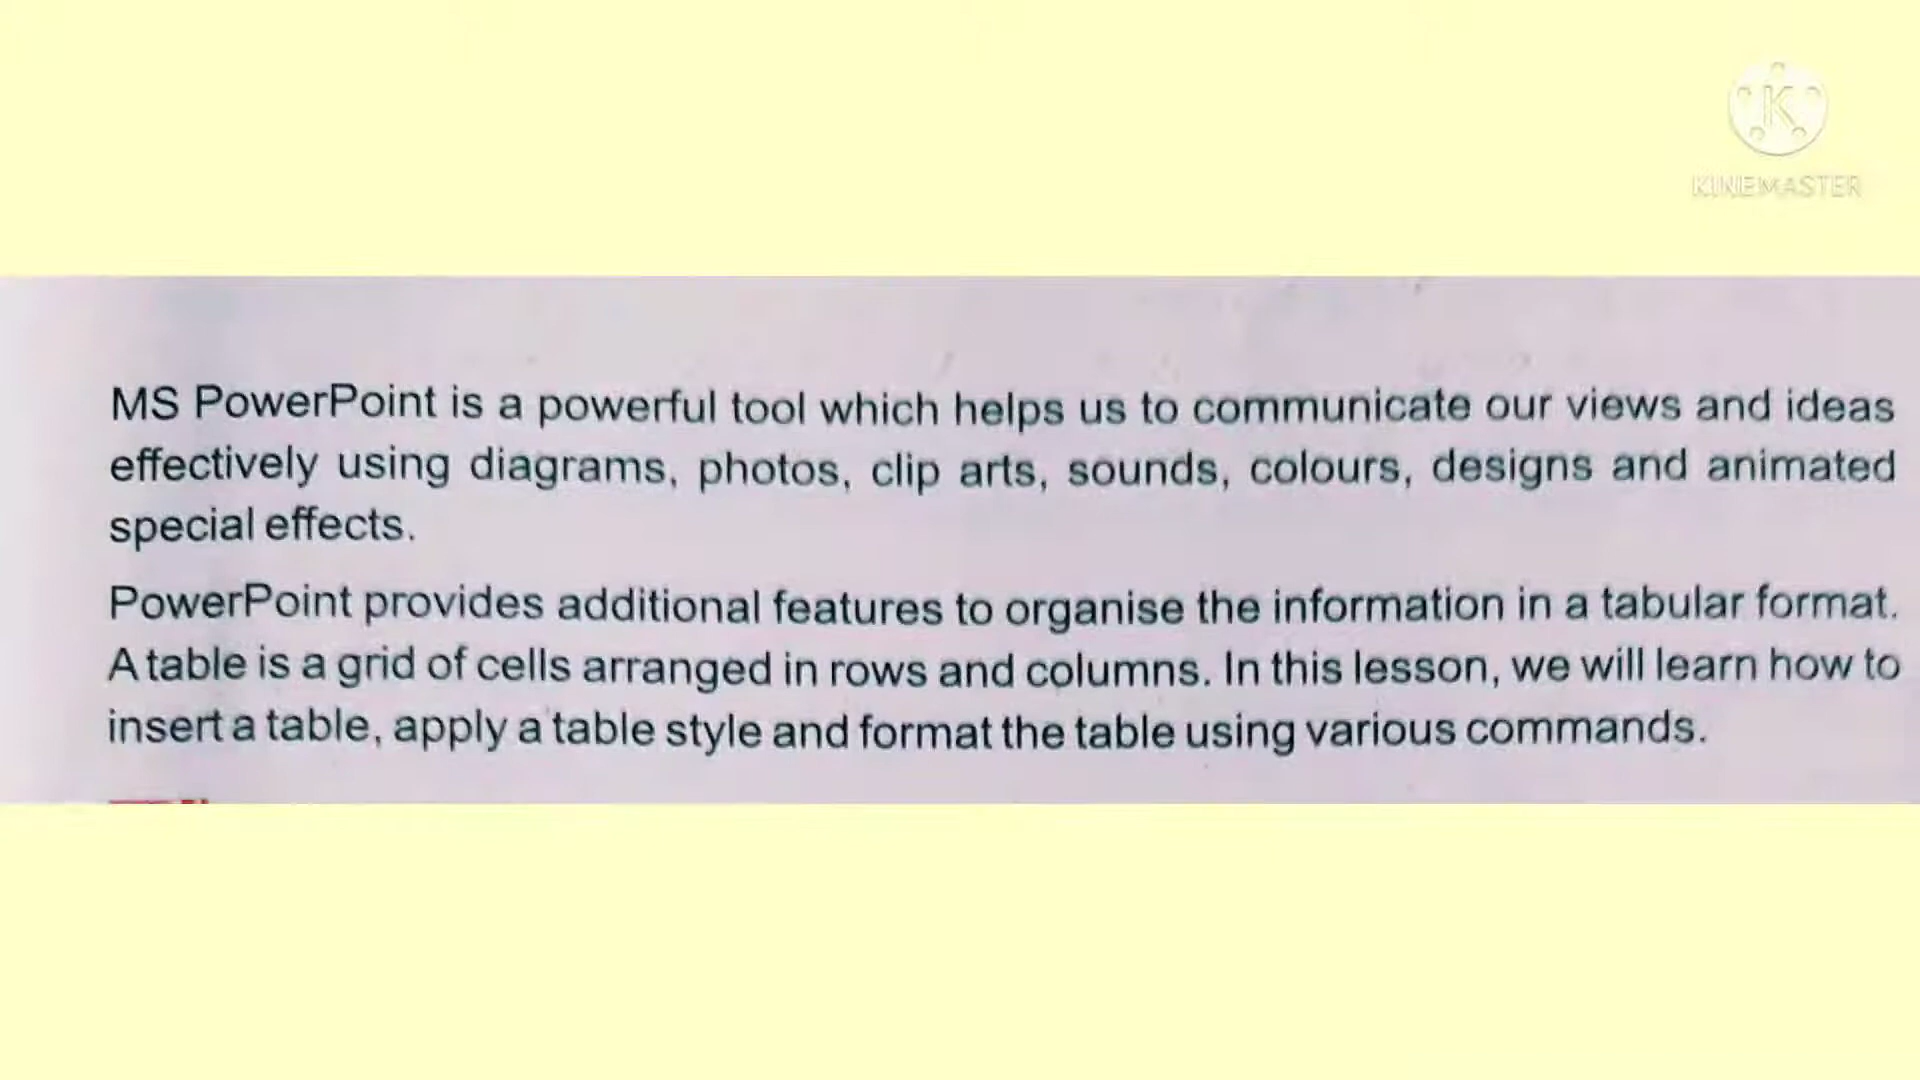 KINEMASTER
MS PowerPoint is a powerful tool which helps us to communicate our views and ideas
effectively using diagrams, photos, clip arts, sounds, colours, designs and animated
special effects.
PowerPoint provides additional features to organise the information in a tabular format.
A table is a grid of cells arranged in rows and columns. In this lesson, we will learn how to
insert a table, apply a table style and format the table using various commands.